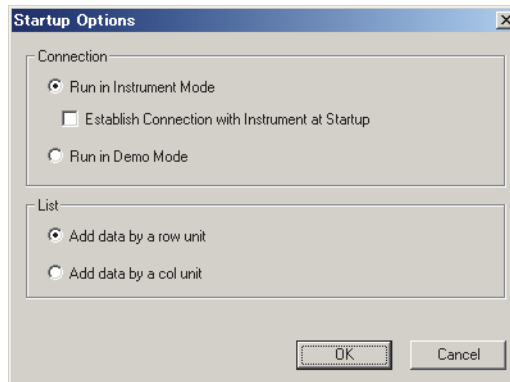 Startup Options
Connection
Run in Instrument Mode
Establish Connection with Instrument at Startup
Run in Demo Mode
List
Add data by a row unit
Add data by a col unit
OK
Cancel